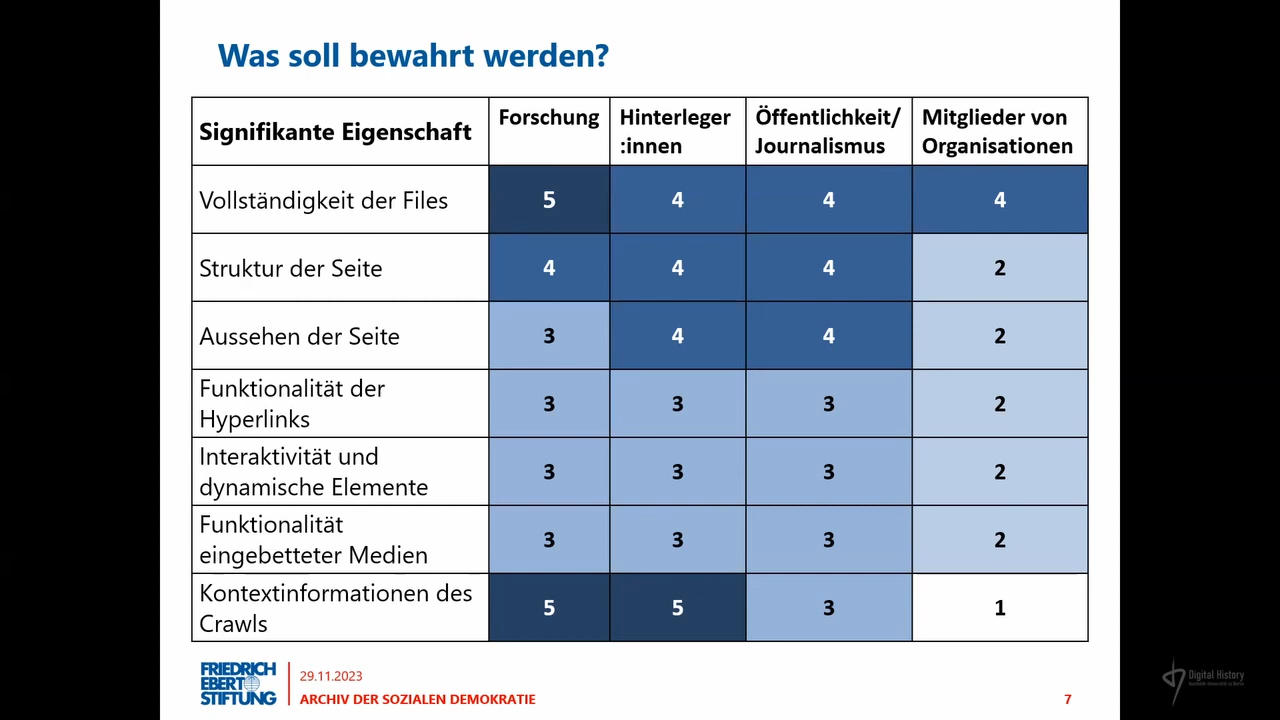 Was soll bewahrt werden?
Signifikante Eigenschaft
Forschung
Hinterleger
:innen
Öffentlichkeit/
Journalismus
Mitglieder von
Organisationen
Vollständigkeit der Files
5
4
4
4
Struktur der Seite
4
4
4
2
Aussehen der Seite
3
4
4
2
Funktionalität der
Hyperlinks
3
3
3
2
Interaktivität und
dynamische Elemente
3
3
3
2
Funktionalität
eingebetteter Medien
3
3
3
2
Kontextinformationen des
Crawls
5
5
3
1
FRIEDRICH
EBERT
STIFTUNG
29.11.2023
ARCHIV DER SOZIALEN DEMOKRATIE
7
Digital History